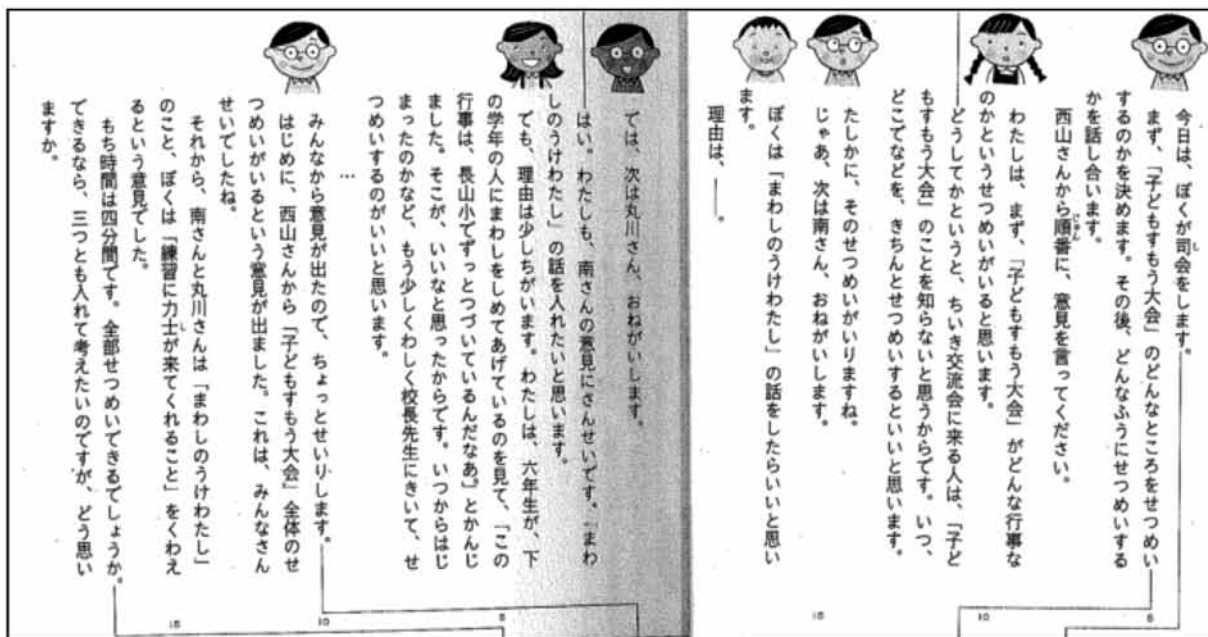 今日は、ぼくが司会をします。
まず、「子どもすもう大会」のどんなところをせつめい
するのかを決めます。その後、どんなふうにせつめいする
かを話し合います。
西山さんから順番に、意見を言ってください。
わたしは、まず、「子どもすもう大会」がどんな行事な
のかというせつめいがいると思います。
どうしてかというと、ちいき交流会に来る人は、「子ど
もすもう大会」のことを知らないと思うからです。いつ、
どこでなどを、きちんとせつめいするといいと思います。
たしかに、そのせつめいがいりますね。
じゃあ、次は南さん、おねがいします。
ぼくは「まわしのうけわたし」の話をしたらいいと思い
ます。
理由は、——。
10
15
では、次は丸川さん、おねがいします。
はい。わたしも、南さんの意見にさんせいです。「まわ
しのうけわたし」の話を入れたいと思います。
でも、理由は少しちがいます。わたしは、六年生が、下
の学年の人にまわしをしめてあげているのを見て、「この
行事は、長山小でずっとつづいているんだなあ。」とかんじ
ました。そこが、いいなと思ったからです。いつからはじ
まったのかなど、もう少しくわしく校長先生にきいて、せ
つめいするのがいいと思います。
…
みんなから意見が出たので、ちょっとせいりします。
はじめに、西山さんから「子どもすもう大会」全体のせ
つめいがいるという意見が出ました。これは、みんなさん
せいでしたね。
それから、南さんと丸川さんは「まわしのうけわたし」
のこと、ぼくは「練習に力士が来てくれること」をくわえ
るという意見でした。
もち時間は四分間です。全部せつめいできるでしょうか。
できるなら、三つとも入れて考えたいのですが、どう思い
ますか。
5
10
15